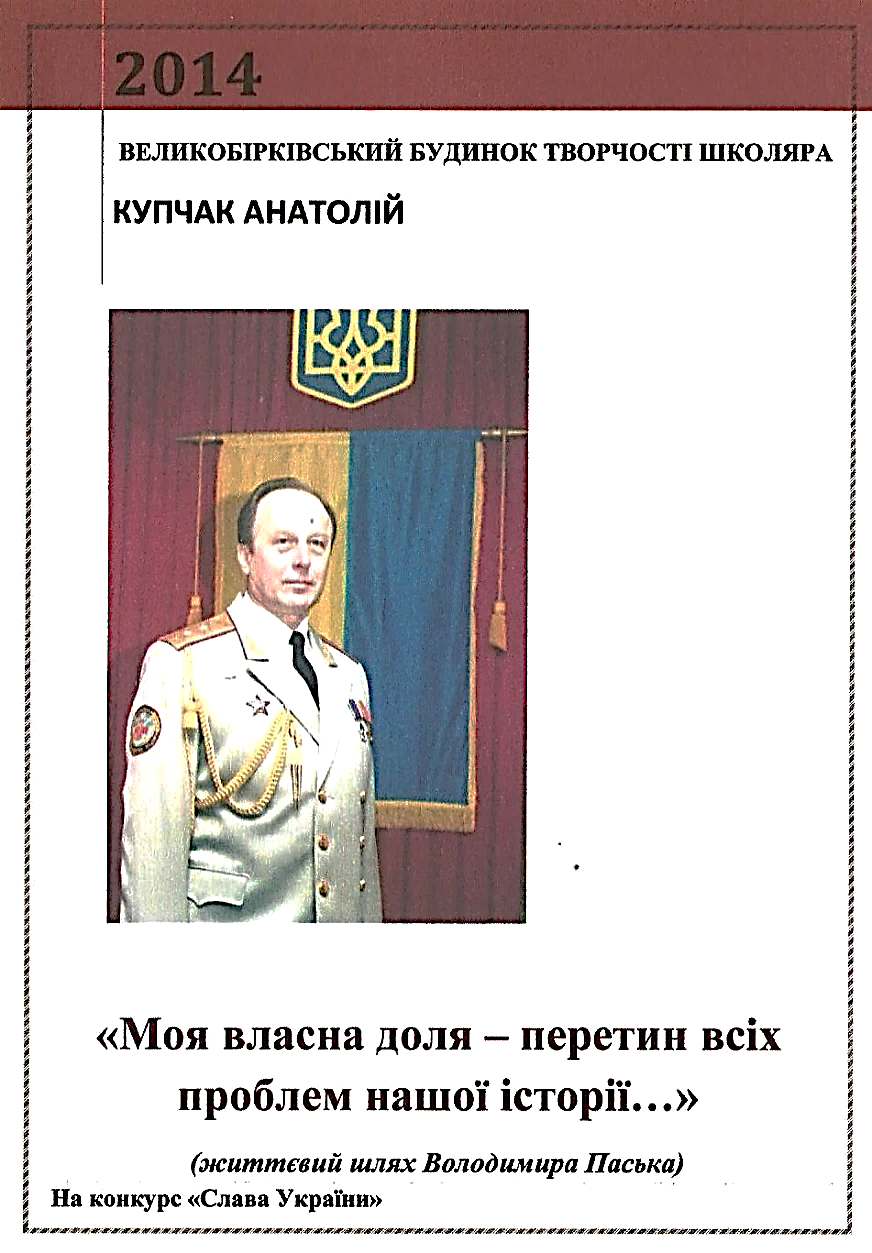 2014
ВЕЛИКОБІРКІВСЬКИЙ БУДИНОК ТВОРЧОСТІ ШКОЛЯРА
КУПЧАК АНАТОЛІЙ
«Моя власна доля – перетин всіх
проблем нашої історії...»
(життєвий шлях Володимира Паська)
На конкурс «Слава України»